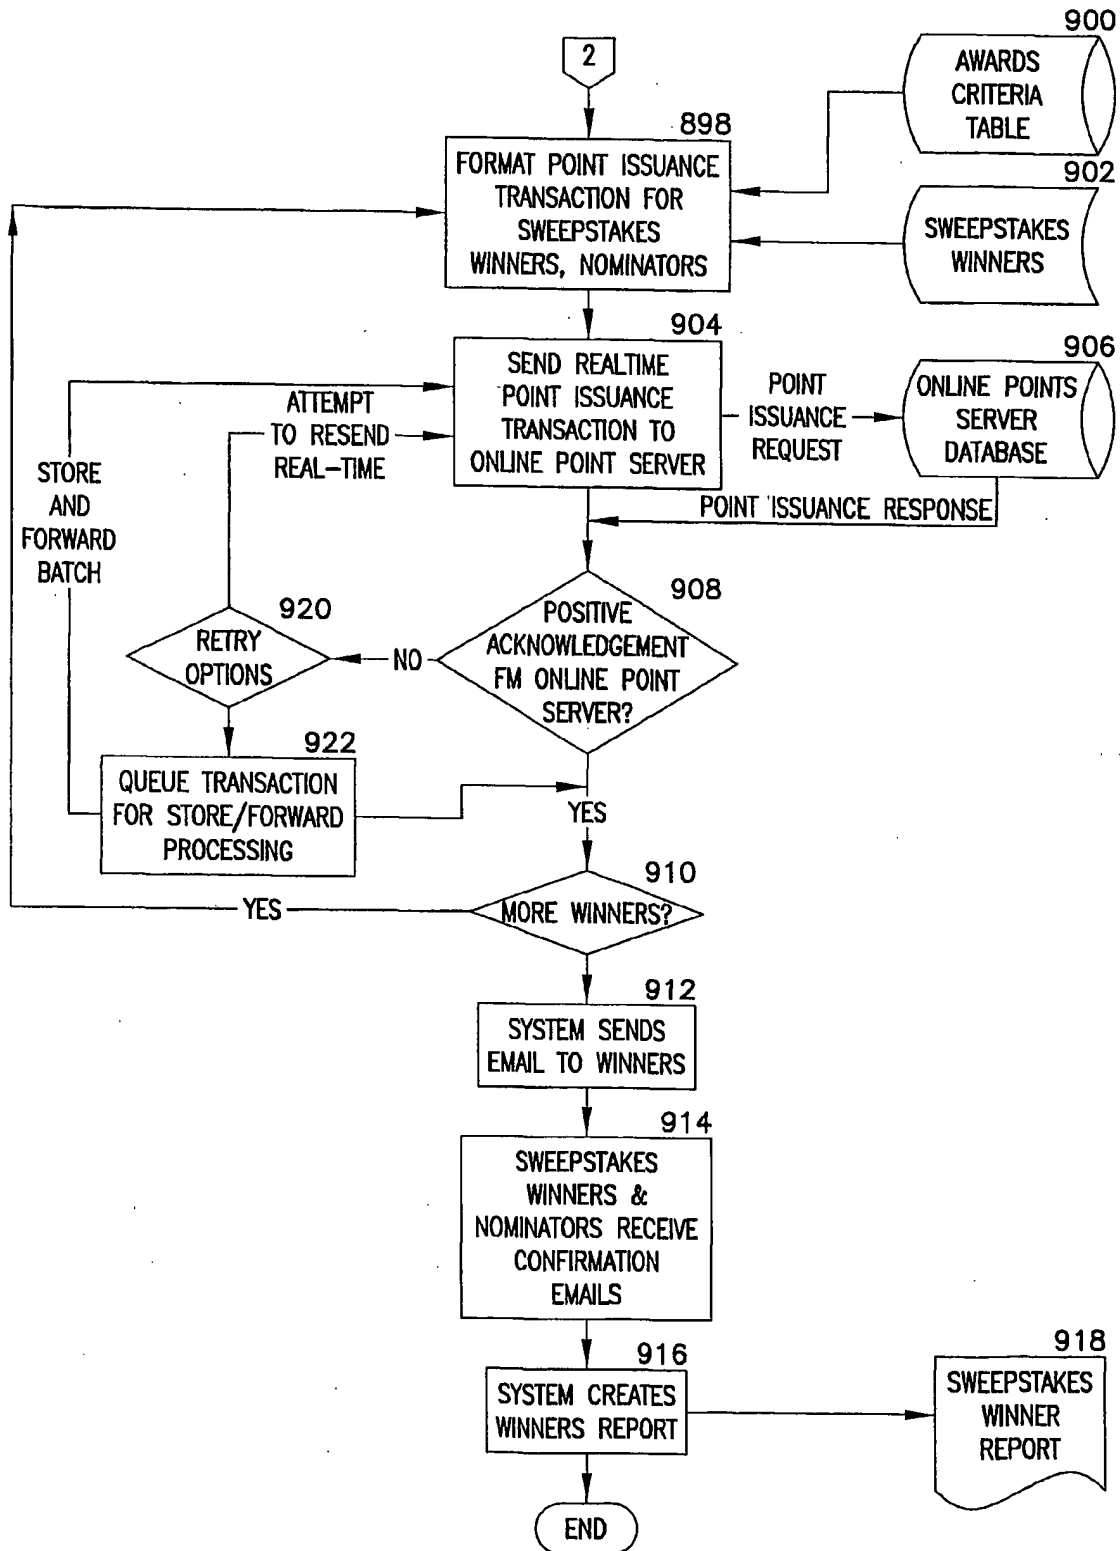 2
900
AWARDS
CRITERIA
TABLE
898
FORMAT POINT ISSUANCE
TRANSACTION FOR
SWEEPSTAKES
WINNERS, NOMINATORS
902
SWEEPSTAKES
WINNERS
904
SEND REALTIME
POINT ISSUANCE
TRANSACTION TO
ONLINE POINT SERVER
POINT
ISSUANCE
REQUEST
906
ONLINE POINTS
SERVER
DATABASE
POINT ISSUANCE RESPONSE
ATTEMPT
TO RESEND
REAL-TIME
STORE
AND
FORWARD
BATCH
908
POSITIVE
ACKNOWLEDGEMENT
FM ONLINE POINT
SERVER?
NO
920
RETRY
OPTIONS
922
QUEUE TRANSACTION
FOR STORE/FORWARD
PROCESSING
YES
910
MORE WINNERS?
YES
912
SYSTEM SENDS
EMAIL TO WINNERS
914
SWEEPSTAKES
WINNERS &
NOMINATORS RECEIVE
CONFIRMATION
EMAILS
916
SYSTEM CREATES
WINNERS REPORT
918
SWEEPSTAKES
WINNER
REPORT
END